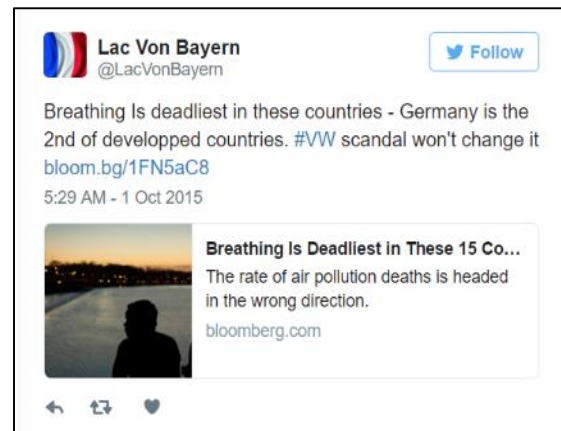 Lac Von Bayern
@LacVonBayern
Follow
Breathing Is deadliest in these countries - Germany is the
2nd of developped countries. #VW scandal won't change it
bloom.bg/1FN5aC8
5:29 AM - 1 Oct 2015
Breathing Is Deadliest in These 15 Co...
The rate of air pollution deaths is headed
in the wrong direction.
bloomberg.com